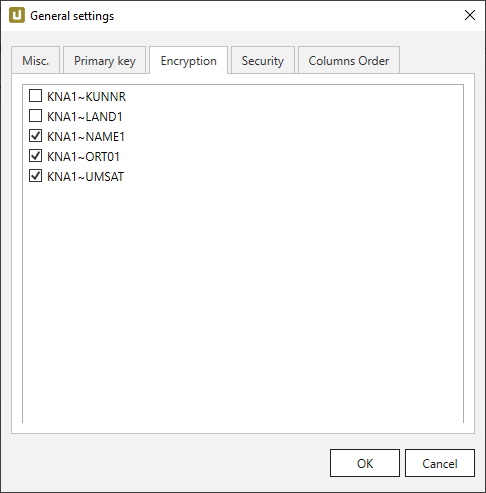 General settings
Misc.
Primary key
Encryption
Security
Columns Order
KNA1~KUNNR
KNA1~LAND1
KNA1~NAME1
KNA1~ORT01
KNA1~UMSAT
OK
Cancel